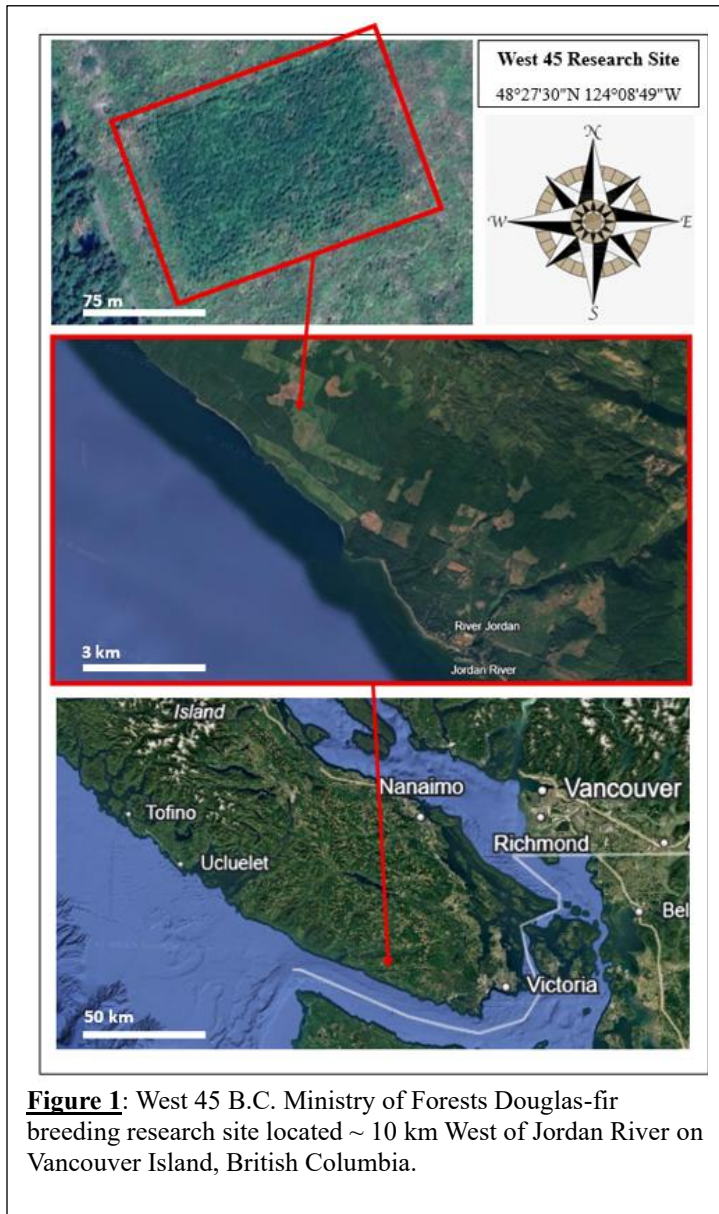 West 45 Research Site
48°27'30"N 124°08'49"W
N
W
E
S
75 m
River Jordan
Jordan River
3 km
Island
Nanaimo
Vancouver
Tofino
Richmond
Ucluelet
Bel
Victoria
50 km
Figure 1: West 45 B.C. Ministry of Forests Douglas-fir
breeding research site located ~ 10 km West of Jordan River on
Vancouver Island, British Columbia.